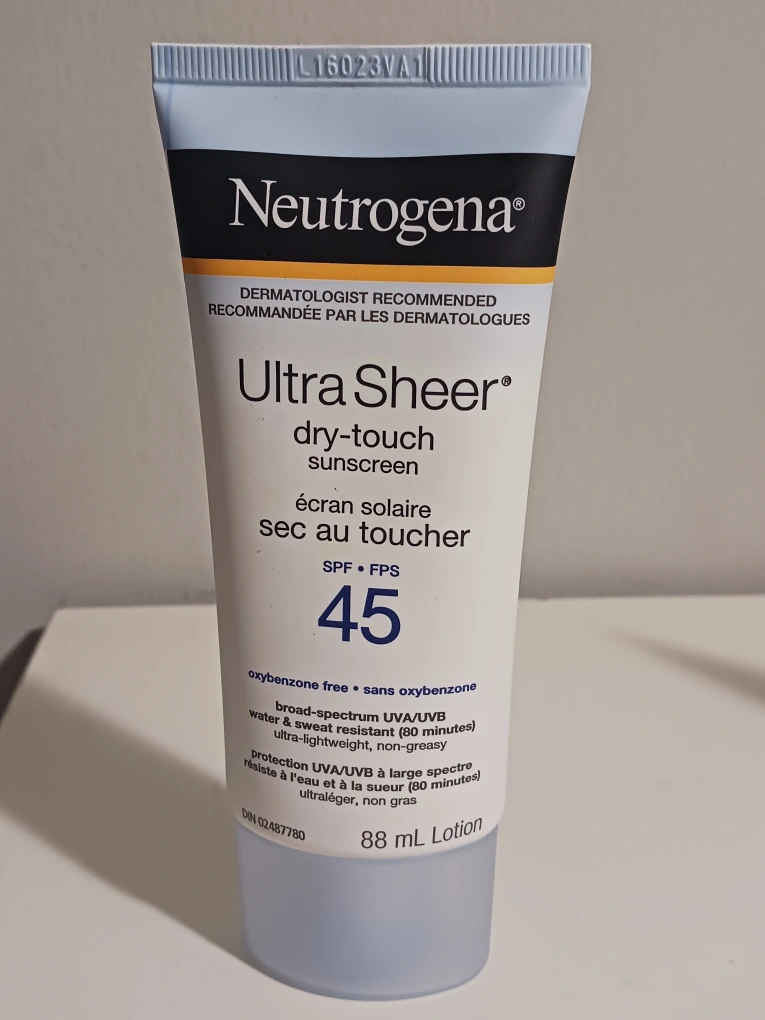 L16023VA1
Neutrogena®
DERMATOLOGIST RECOMMENDED
RECOMMANDÉE PAR LES DERMATOLOGUES
Ultra Sheer®
dry-touch
sunscreen
écran solaire
sec au toucher
SPF • FPS
45
oxybenzone free • sans oxybenzone
broad-spectrum UVA/UVB
water & sweat resistant (80 minutes)
ultra-lightweight, non-greasy
protection UVA/UVB à large spectre
résiste à l'eau et à la sueur (80 minutes)
ultraléger, non gras
DIN 02487780
88 mL Lotion